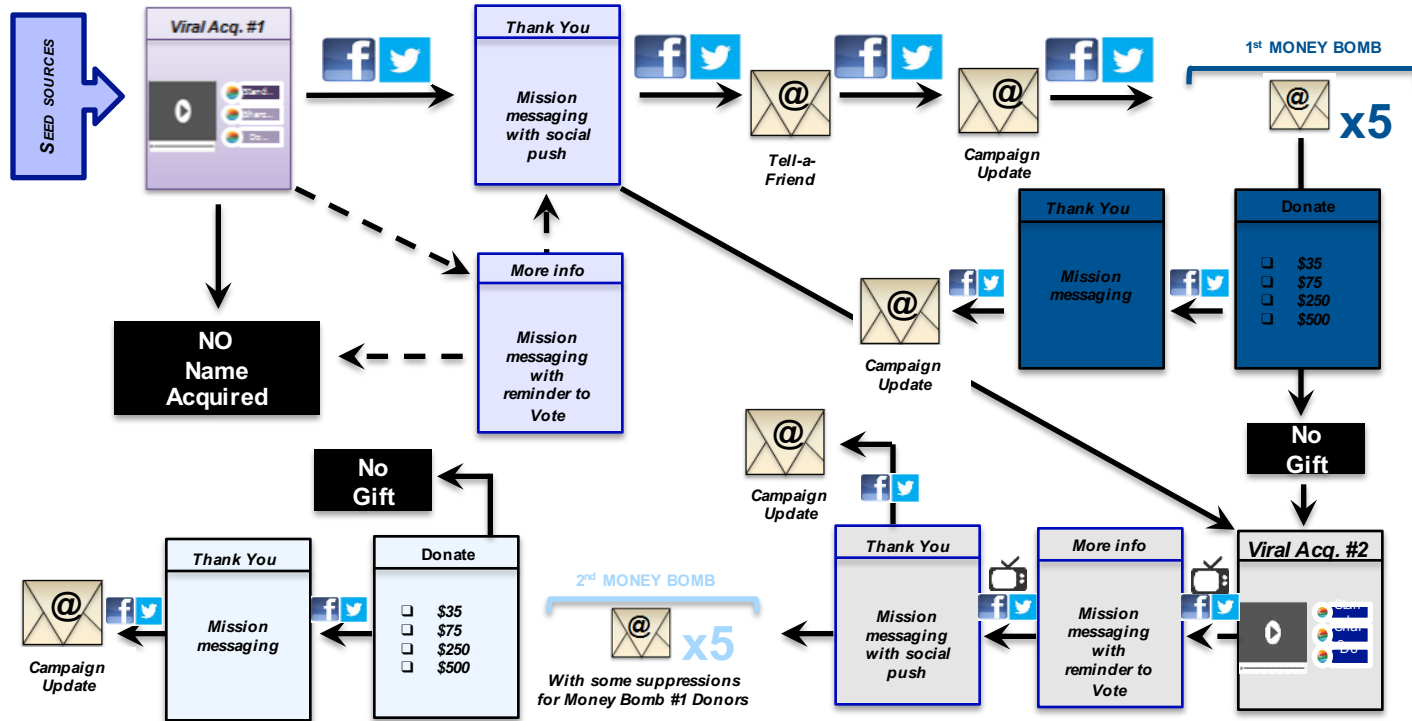 SEED SOURCES
Viral Acq. #1
Share...
Do...
Thank You
Mission
messaging
with social
push
@
Tell-a-
Friend
@
Campaign
Update
1st MONEY BOMB
@
x5
More info
Mission
messaging
with
reminder to
Vote
NO
Name
Acquired
@
Campaign
Update
Thank You
Mission
messaging
Donate
$35
$75
$250
$500
No
Gift
No
Gift
@
Campaign
Update
@
Campaign
Update
Thank You
Mission
messaging
Donate
$35
$75
$250
$500
2nd MONEY BOMB
@
x5
With some suppressions
for Money Bomb #1 Donors
Thank You
Mission
messaging
with social
push
More info
Mission
messaging
with
reminder to
Vote
Viral Acq. #2
Do